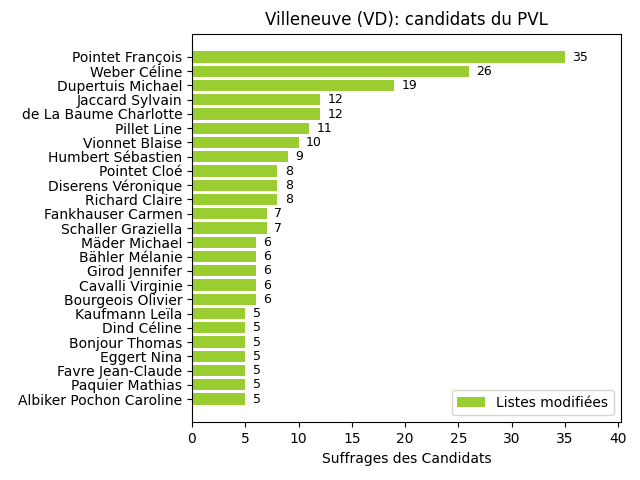 Villeneuve (VD): candidats du PVL
Pointet François 35
Weber Céline 26
Dupertuis Michael 19
Jaccard Sylvain 12
de La Baume Charlotte 12
Pillet Line 11
Vionnet Blaise 10
Humbert Sébastien 9
Pointet Cloé 8
Diserens Véronique 8
Richard Claire 8
Fankhauser Carmen 7
Schaller Graziella 7
Mäder Michael 6
Bähler Mélanie 6
Girod Jennifer 6
Cavalli Virginie 6
Bourgeois Olivier 6
Kaufmann Leïla 5
Dind Céline 5
Bonjour Thomas 5
Eggert Nina 5
Favre Jean-Claude 5
Paquier Mathias 5
Albiker Pochon Caroline 5
Listes modifiées
0 5 10 15 20 25 30 35 40
Suffrages des Candidats